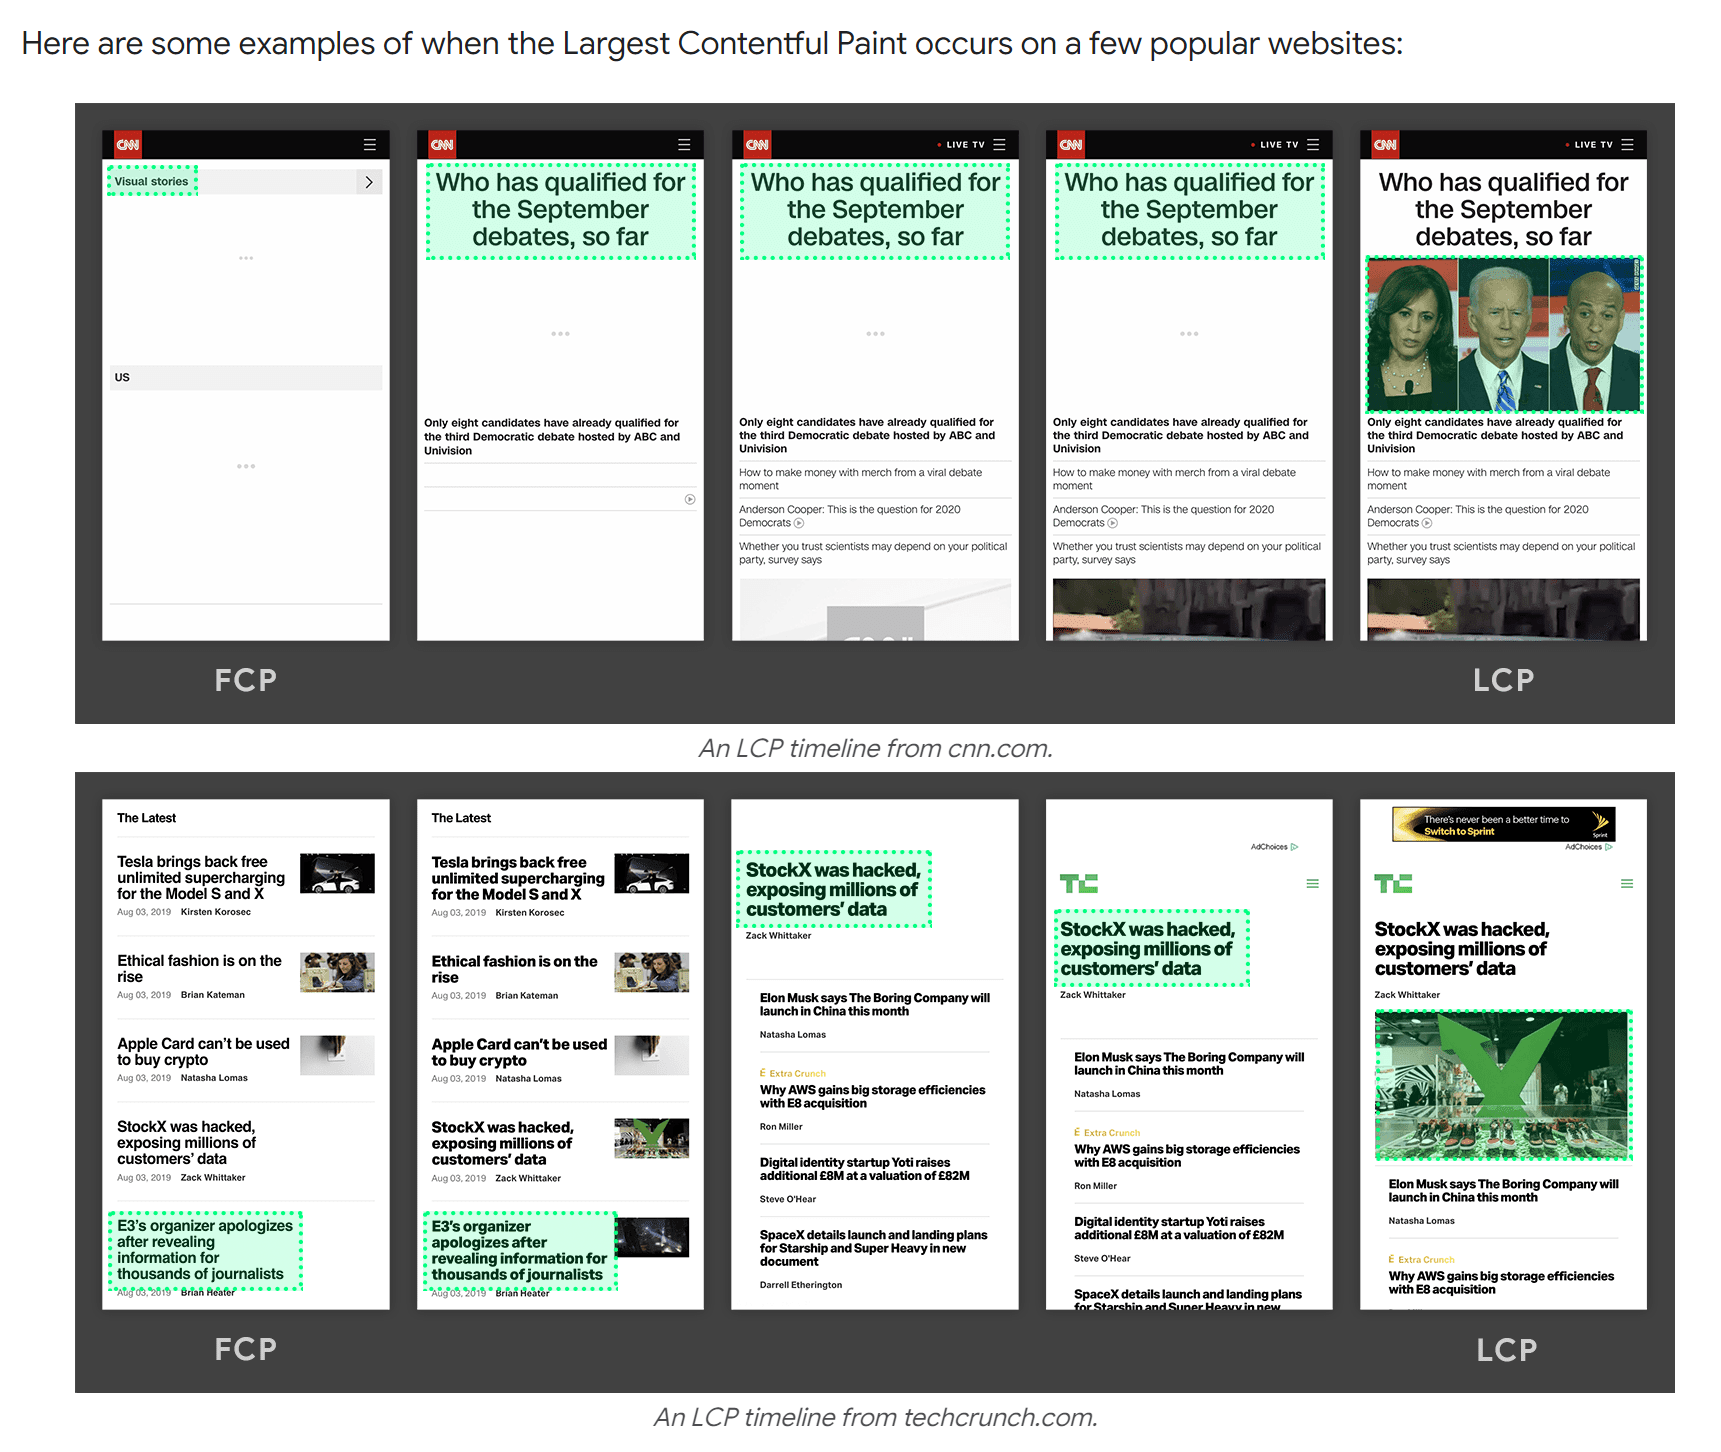 Here are some examples of when the Largest Contentful Paint occurs on a few popular websites:
CNN
Visual stories
US
CNN
Who has qualified for
the September
debates, so far
Only eight candidates have already qualified for
the third Democratic debate hosted by ABC and
Univision
CNN
LIVE TV
Who has qualified for
the September
debates, so far
Only eight candidates have already qualified for
the third Democratic debate hosted by ABC and
Univision
How to make money with merch from a viral debate
moment
Anderson Cooper: This is the question for 2020
Democrats
Whether you trust scientists may depend on your political
party, survey says
CNN
LIVE TV
Who has qualified for
the September
debates, so far
Only eight candidates have already qualified for
the third Democratic debate hosted by ABC and
Univision
How to make money with merch from a viral debate
moment
Anderson Cooper: This is the question for 2020
Democrats
Whether you trust scientists may depend on your political
party, survey says
CNN
LIVE TV
Who has qualified for
the September
debates, so far
Only eight candidates have already qualified for
the third Democratic debate hosted by ABC and
Univision
How to make money with merch from a viral debate
moment
Anderson Cooper: This is the question for 2020
Democrats
Whether you trust scientists may depend on your political
party, survey says
FCP
LCP
An LCP timeline from cnn.com.
The Latest
Tesla brings back free
unlimited supercharging
for the Model S and X
Aug 03, 2019 Kirsten Korosec
Ethical fashion is on the
rise
Aug 03, 2019 Brian Kateman
Apple Card can't be used
to buy crypto
Aug 03, 2019 Natasha Lomas
StockX was hacked,
exposing millions of
customers' data
Aug 03, 2019 Zack Whittaker
E3's organizer apologizes
after revealing
information for
thousands of journalists
Aug 03, 2019 Brian Heater
The Latest
Tesla brings back free
unlimited supercharging
for the Model S and X
Aug 03, 2019 Kirsten Korosec
Ethical fashion is on the
rise
Aug 03, 2019 Brian Kateman
Apple Card can't be used
to buy crypto
Aug 03, 2019 Natasha Lomas
StockX was hacked,
exposing millions of
customers' data
Aug 03, 2019 Zack Whittaker
E3's organizer
apologizes after
revealing information for
thousands of journalists
Aug 03, 2019 Brian Heater
StockX was hacked,
exposing millions of
customers' data
Zack Whittaker
Elon Musk says The Boring Company will
launch in China this month
Natasha Lomas
É Extra Crunch
Why AWS gains big storage efficiencies
with E8 acquisition
Ron Miller
Digital identity startup Yoti raises
additional £8M at a valuation of £82M
Steve O'Hear
SpaceX details launch and landing plans
for Starship and Super Heavy in new
document
Darrell Etherington
AdChoices
TC
StockX was hacked,
exposing millions of
customers' data
Zack Whittaker
Elon Musk says The Boring Company will
launch in China this month
Natasha Lomas
É Extra Crunch
Why AWS gains big storage efficiencies
with E8 acquisition
Ron Miller
Digital identity startup Yoti raises
additional £8M at a valuation of £82M
Steve O'Hear
SpaceX details launch and landing plans
for Starship and Super Heavy in new
There's never been a better time to
Switch to Sprint
Sprint
AdChoices
TC
StockX was hacked,
exposing millions of
customers' data
Zack Whittaker
Elon Musk says The Boring Company will
launch in China this month
Natasha Lomas
É Extra Crunch
Why AWS gains big storage efficiencies
with E8 acquisition
FCP
LCP
An LCP timeline from techcrunch.com.